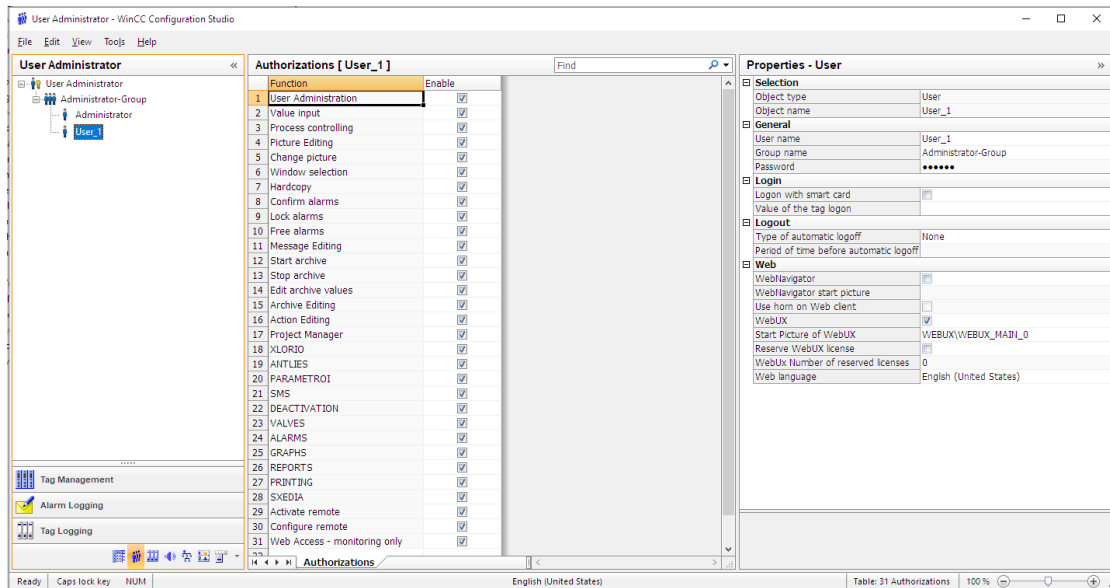 User Administrator - WinCC Configuration Studio
File Edit View Tools Help
User Administrator «
User Administrator
Administrator-Group
Administrator
User_1
Tag Management
Alarm Logging
Tag Logging
Authorizations [ User_1 ] Find
Function Enable
1 User Administration
2 Value input
3 Process controlling
4 Picture Editing
5 Change picture
6 Window selection
7 Hardcopy
8 Confirm alarms
9 Lock alarms
10 Free alarms
11 Message Editing
12 Start archive
13 Stop archive
14 Edit archive values
15 Archive Editing
16 Action Editing
17 Project Manager
18 XLORIO
19 ANTLIES
20 PARAMETROI
21 SMS
22 DEACTIVATION
23 VALVES
24 ALARMS
25 GRAPHS
26 REPORTS
27 PRINTING
28 SXEDIA
29 Activate remote
30 Configure remote
31 Web Access - monitoring only
Authorizations
Properties - User »
Selection
Object type User
Object name User_1
General
User name User_1
Group name Administrator-Group
Password ••••••
Login
Logon with smart card
Value of the tag logon
Logout
Type of automatic logoff None
Period of time before automatic logoff
Web
WebNavigator
WebNavigator start picture
Use horn on Web client
WebUX
Start Picture of WebUX WEBUX\WEBUX_MAIN_0
Reserve WebUX license
WebUx Number of reserved licenses 0
Web language English (United States)
Ready Caps lock key NUM English (United States) Table: 31 Authorizations 100 %